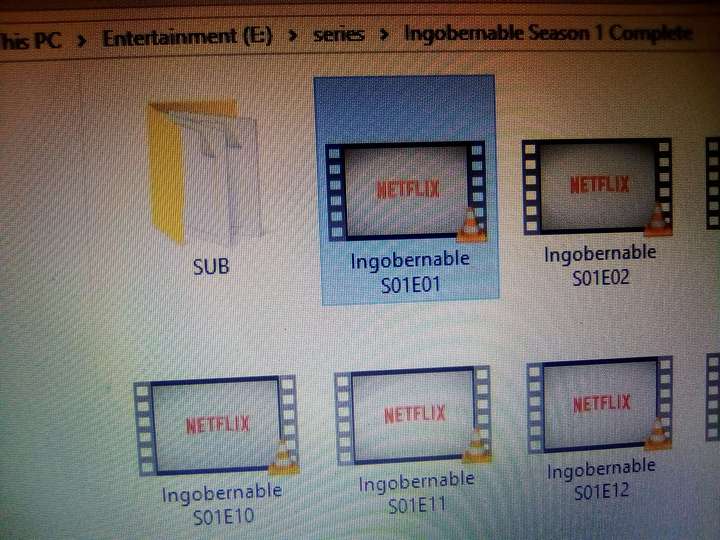 his PC > Entertainment (E:) > series > Ingobernable Season 1 Complete
SUB
NETFLIX
Ingobernable
S01E01
NETFLIX
Ingobernable
S01E02
NETFLIX
Ingobernable
S01E10
NETFLIX
Ingobernable
S01E11
NETFLIX
Ingobernable
S01E12